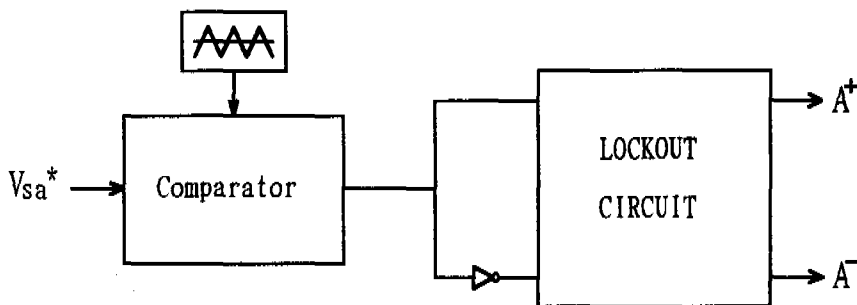 Vsa*
Comparator
LOCKOUT
CIRCUIT
A+
A-